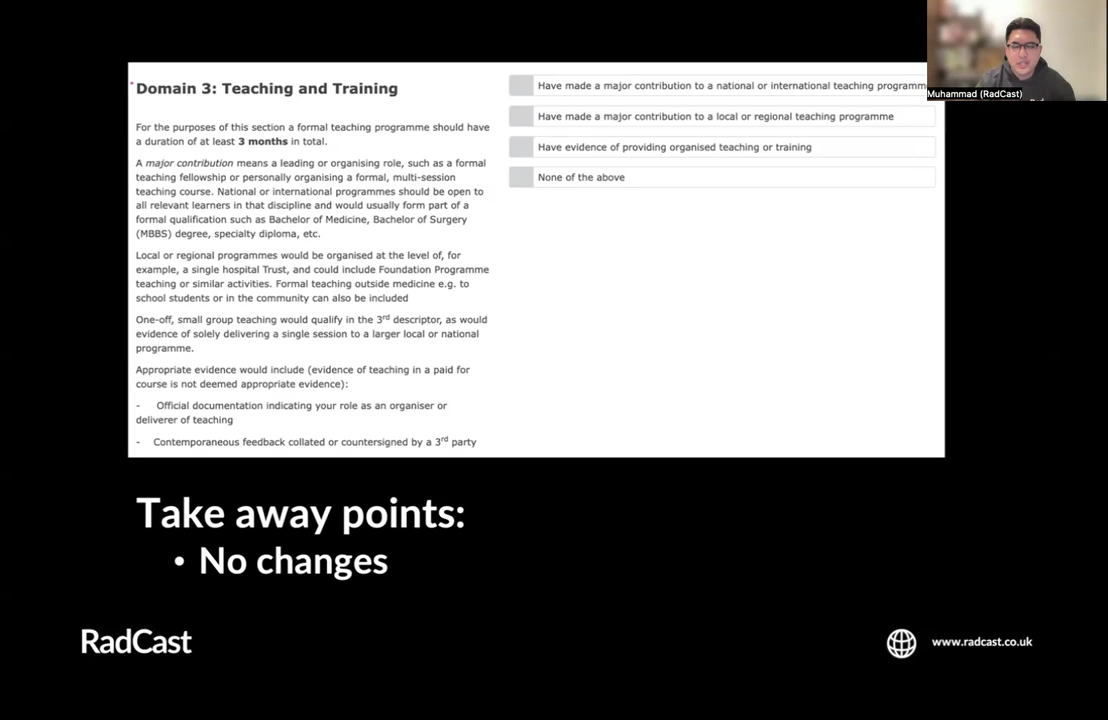 Domain 3: Teaching and Training
For the purposes of this section a formal teaching programme should have
a duration of at least 3 months in total.
A major contribution means a leading or organising role, such as a formal
teaching fellowship or personally organising a formal, multi-session
teaching course. National or international programmes should be open to
all relevant learners in that discipline and would usually form part of a
formal qualification such as Bachelor of Medicine, Bachelor of Surgery
(MBBS) degree, specialty diploma, etc.
Local or regional programmes would be organised at the level of, for
example, a single hospital Trust, and could include Foundation Programme
teaching or similar activities. Formal teaching outside medicine e.g. to
school students or in the community can also be included
One-off, small group teaching would qualify in the 3rd descriptor, as would
evidence of solely delivering a single session to a larger local or national
programme.
Appropriate evidence would include (evidence of teaching in a paid for
course is not deemed appropriate evidence):
- Official documentation indicating your role as an organiser or
deliverer of teaching
- Contemporaneous feedback collated or countersigned by a 3rd party
Have made a major contribution to a national or international teaching programm
Have made a major contribution to a local or regional teaching programme
Have evidence of providing organised teaching or training
None of the above
Muhammad (RadCast)
Take away points:
• No changes
RadCast
www.radcast.co.uk